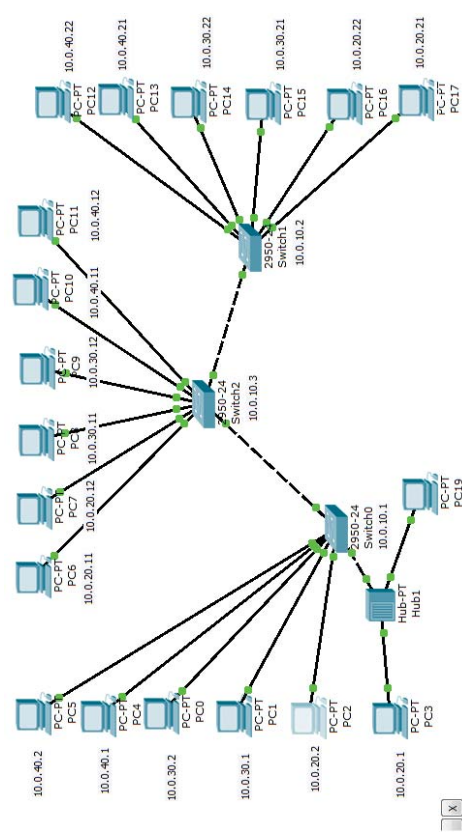 10.0.40.2
PC-PT
PC5
10.0.40.1
PC-PT
PC4
10.0.30.2
PC-PT
PC0
10.0.30.1
PC-PT
PC1
10.0.20.2
PC-PT
PC2
10.0.20.1
PC-PT
PC3
PC-PT
PC6
10.0.20.11
PC-PT
PC7
10.0.20.12
PC-PT
10.0.30.11
PC-PT
PC9
10.0.30.12
PC-PT
PC10
10.0.40.11
PC-PT
PC11
10.0.40.12
2950-24
Switch2
10.0.10.3
2950-24
Switch0
10.0.10.1
Hub-PT
Hub1
PC-PT
PC19
Switch1
10.0.10.2
10.0.40.22
PC-PT
PC12
10.0.40.21
PC-PT
PC13
10.0.30.22
PC-PT
PC14
10.0.30.21
PC-PT
PC15
10.0.20.22
PC-PT
PC16
10.0.20.21
PC-PT
PC17
X